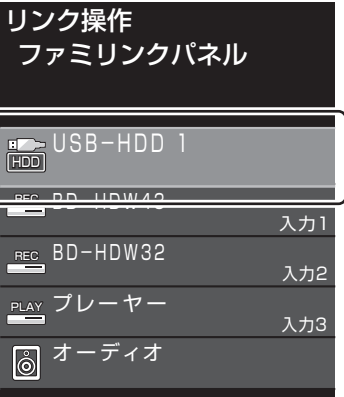 リンク操作
ファミリンクパネル
USB-HDD 1
HDD
REC BD-HDW43
入力1
REC BD-HDW32
入力2
PLAY プレーヤー
入力3
オーディオ